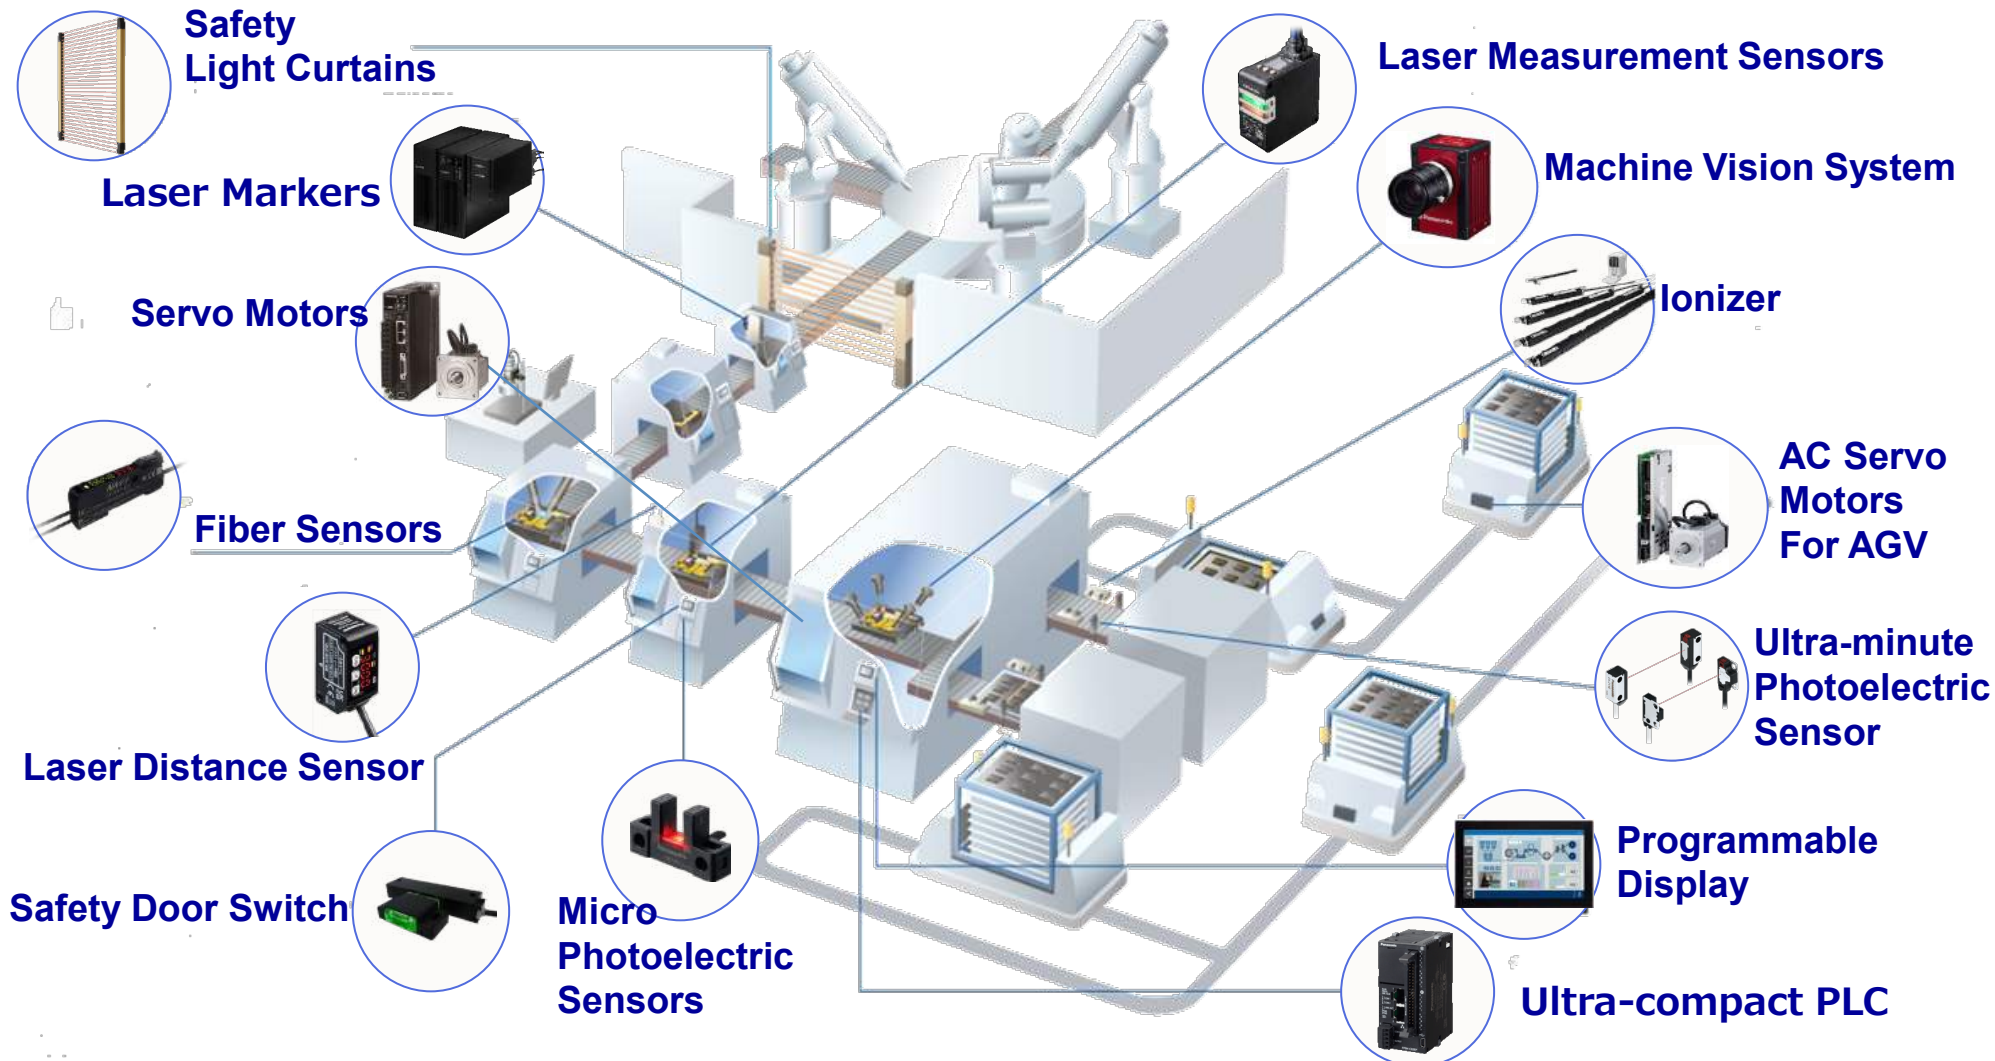 Safety
Light Curtains
Laser Measurement Sensors
Machine Vision System
Laser Markers
Ionizer
Servo Motors
AC Servo
Motors
For AGV
Fiber Sensors
Ultra-minute
Photoelectric
Sensor
Laser Distance Sensor
Programmable
Display
Safety Door Switch
Micro
Photoelectric
Sensors
Ultra-compact PLC